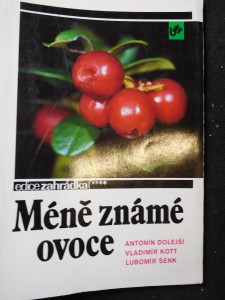 edice zahrádka
Méně známé
ovoce
ANTONÍN DOLEJŠÍ
VLADIMÍR KOTT
LUBOMÍR ŠENK